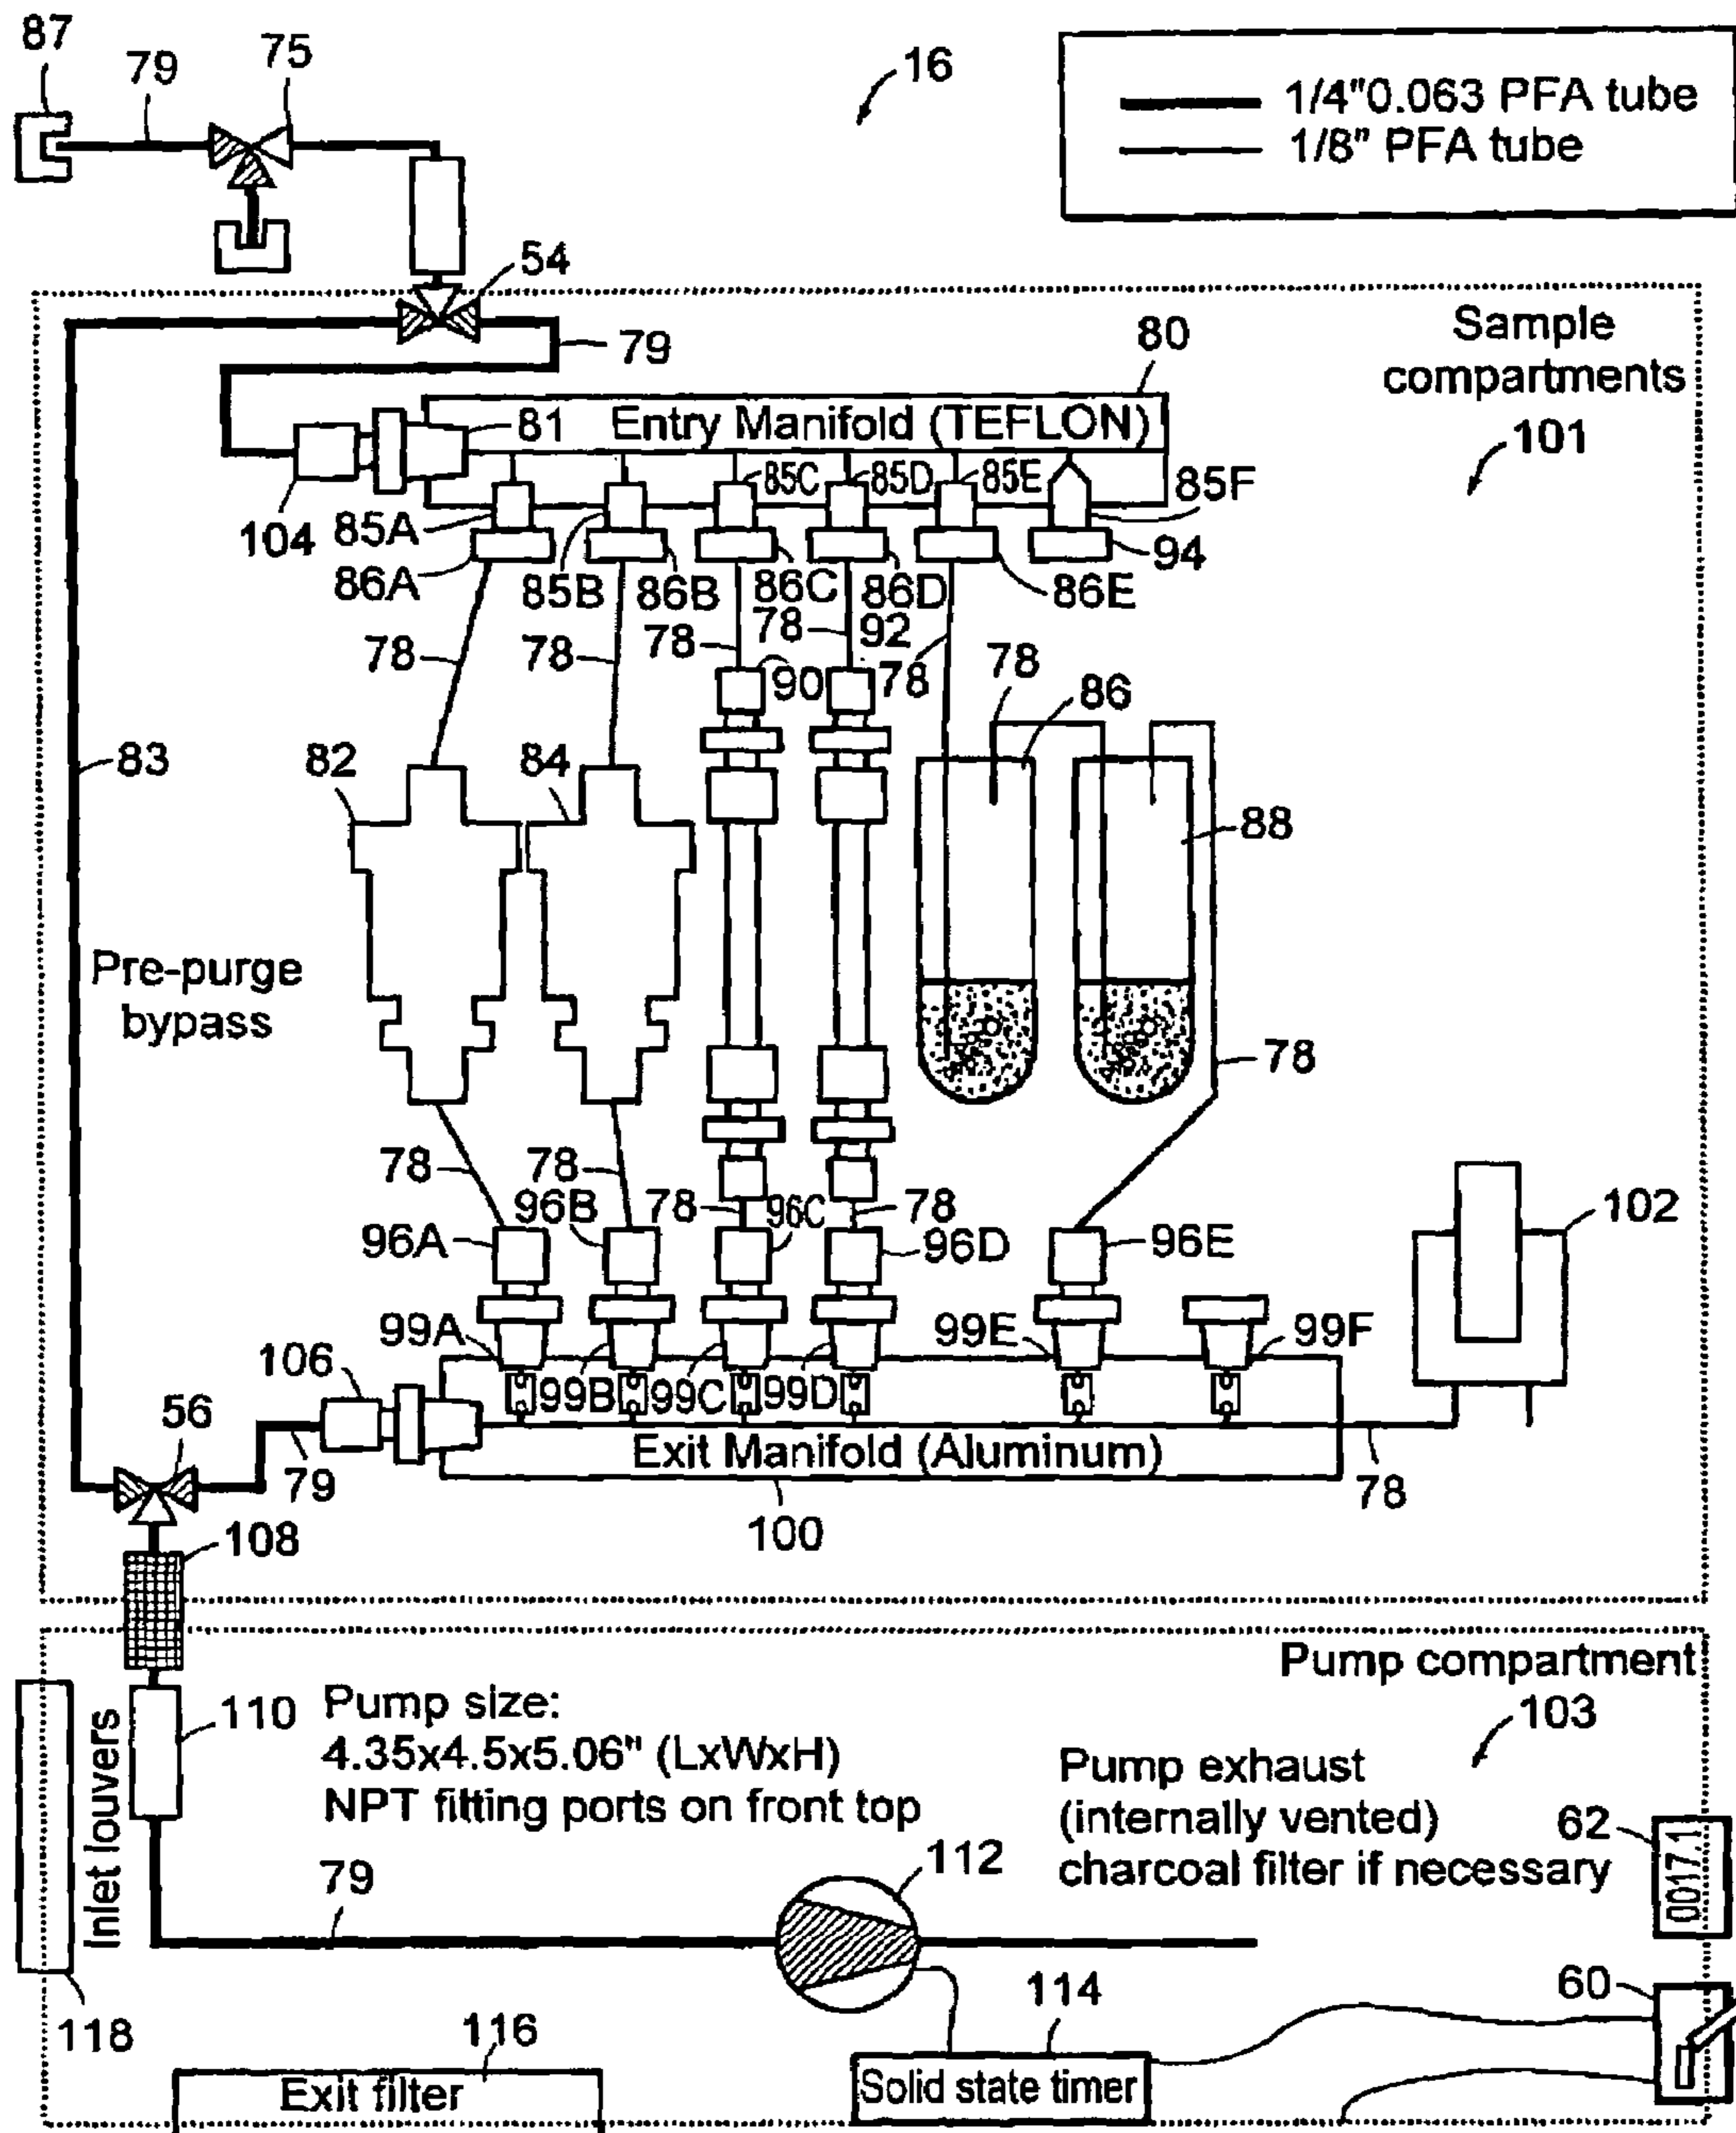 87
79
75
16
1/4"0.063 PFA tube
1/8" PFA tube
54
Sample
compartments
101
79
80
81
Entry Manifold (TEFLON)
85C
85D
85E
85F
104
85A
94
86A
85B
86B
86C
86D
86E
78
78
78
78
92
78
90
78
86
83
82
84
88
Pre-purge
bypass
78
78
78
96B
78
96C
78
96A
96D
96E
102
99A
99E
99F
106
99B
99C
99D
56
Exit Manifold (Aluminum)
79
78
100
108
Pump compartment
103
110
Inlet louvers
Pump size:
4.35x4.5x5.06" (LxWxH)
NPT fitting ports on front top
Pump exhaust
(internally vented)
charcoal filter if necessary
62
00171
112
79
60
114
118
116
Exit filter
Solid state timer